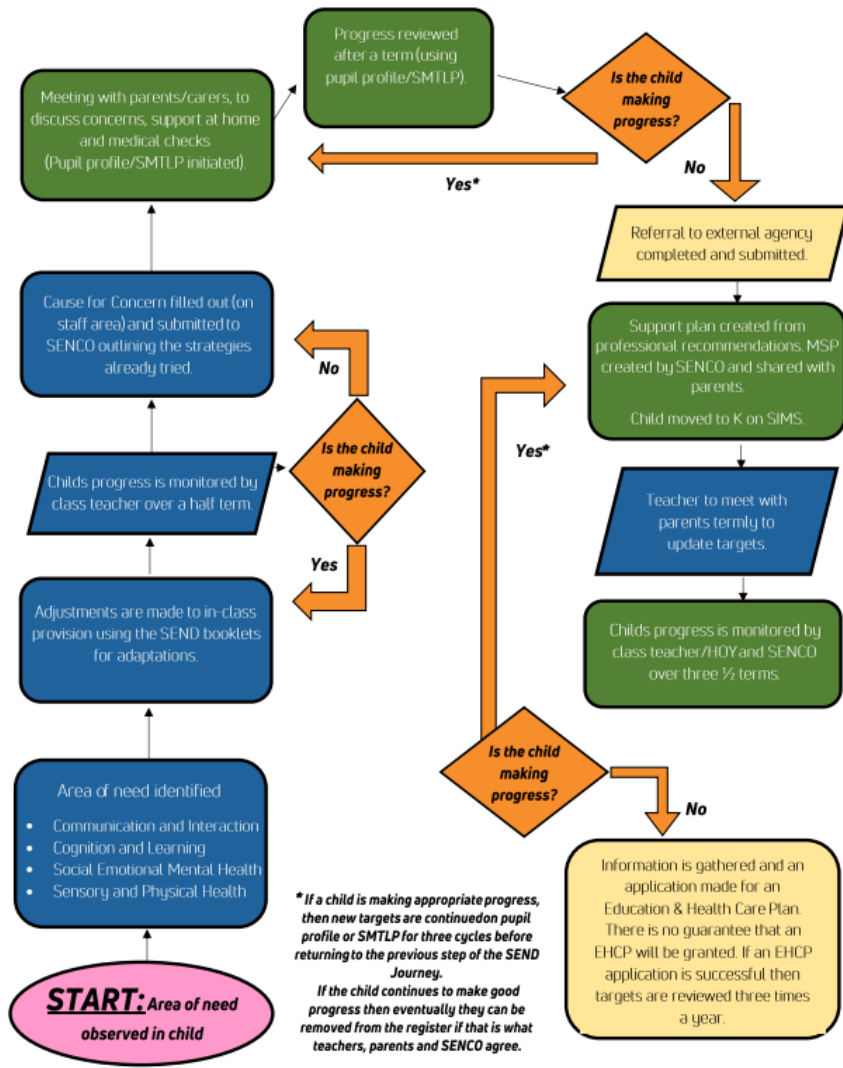 START: Area of need
observed in child
Area of need identified
• Communication and Interaction
• Cognition and Learning
• Social Emotional Mental Health
• Sensory and Physical Health
Adjustments are made to in-class
provision using the SEND booklets
for adaptations.
Childs progress is monitored by
class teacher over a half term.
Is the child
making
progress?
Yes
No
Cause for Concern filled out (on
staff area) and submitted to
SENCO outlining the strategies
already tried.
Meeting with parents/carers, to
discuss concerns, support at home
and medical checks
(Pupil profile/SMTLP initiated).
Progress reviewed
after a term (using
pupil profile/SMTLP).
Is the child
making
progress?
Yes*
No
Referral to external agency
completed and submitted.
Support plan created from
professional recommendations. MSP
created by SENCO and shared with
parents.
Child moved to K on SIMS.
Teacher to meet with
parents termly to
update targets.
Childs progress is monitored by
class teacher/HOY and SENCO
over three ½ terms.
Is the child
making
progress?
Yes*
No
Information is gathered and an
application made for an
Education & Health Care Plan.
There is no guarantee that an
EHCP will be granted. If an EHCP
application is successful then
targets are reviewed three times
a year.
* If a child is making appropriate progress,
then new targets are continuedon pupil
profile or SMTLP for three cycles before
returning to the previous step of the SEND
Journey.
If the child continues to make good
progress then eventually they can be
removed from the register if that is what
teachers, parents and SENCO agree.